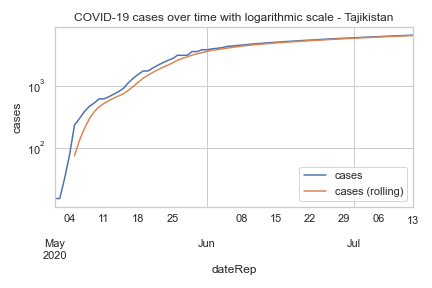 COVID-19 cases over time with logarithmic scale - Tajikistan
cases
10³
10²
cases
cases (rolling)
04 11 18 25 08 15 22 29 06 13
May Jun Jul
2020
dateRep